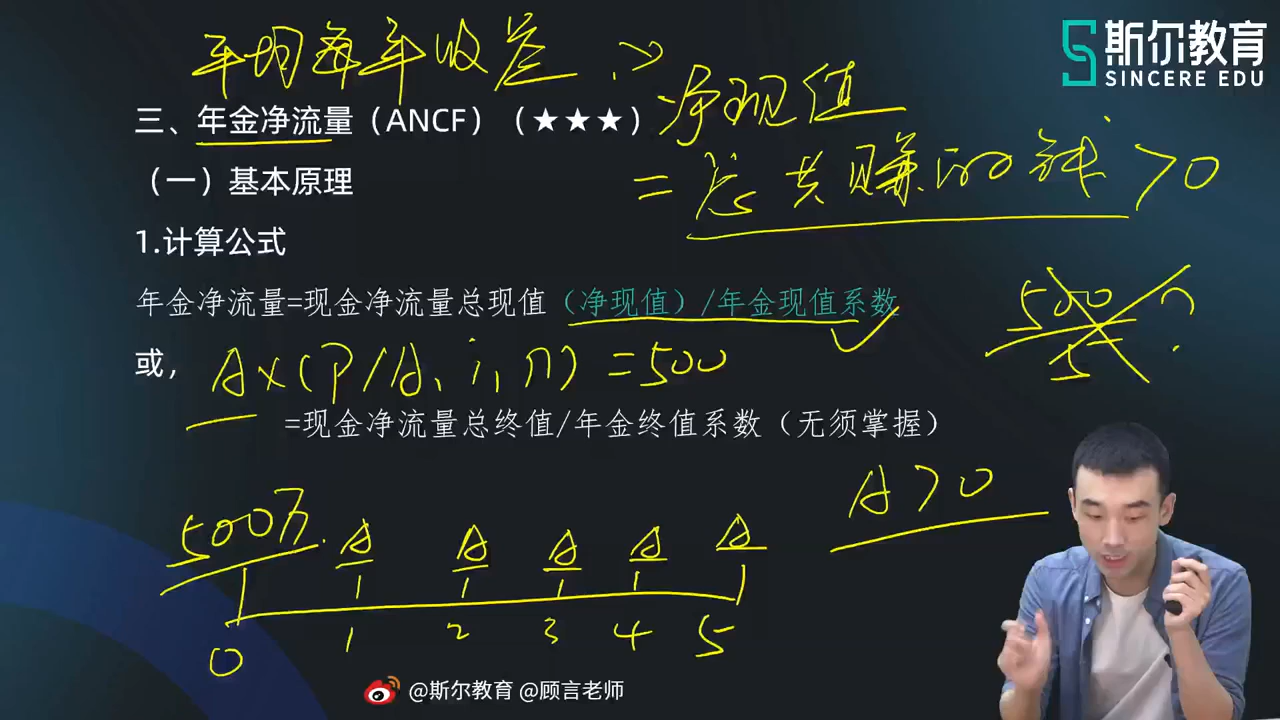 斯尔教育
SINCERE EDU
平均每年收益
三、年金净流量（ANCF）（★★★）
净现值
=总共赚的钱>0
（一）基本原理
1.计算公式
年金净流量=现金净流量总现值（净现值）/年金现值系数
500
5
?
或，
A×(P/A, i, n)=500
=现金净流量总终值/年金终值系数（无须掌握）
A>0
500万
A A A A A
0 1 2 3 4 5
@斯尔教育 @顾言老师